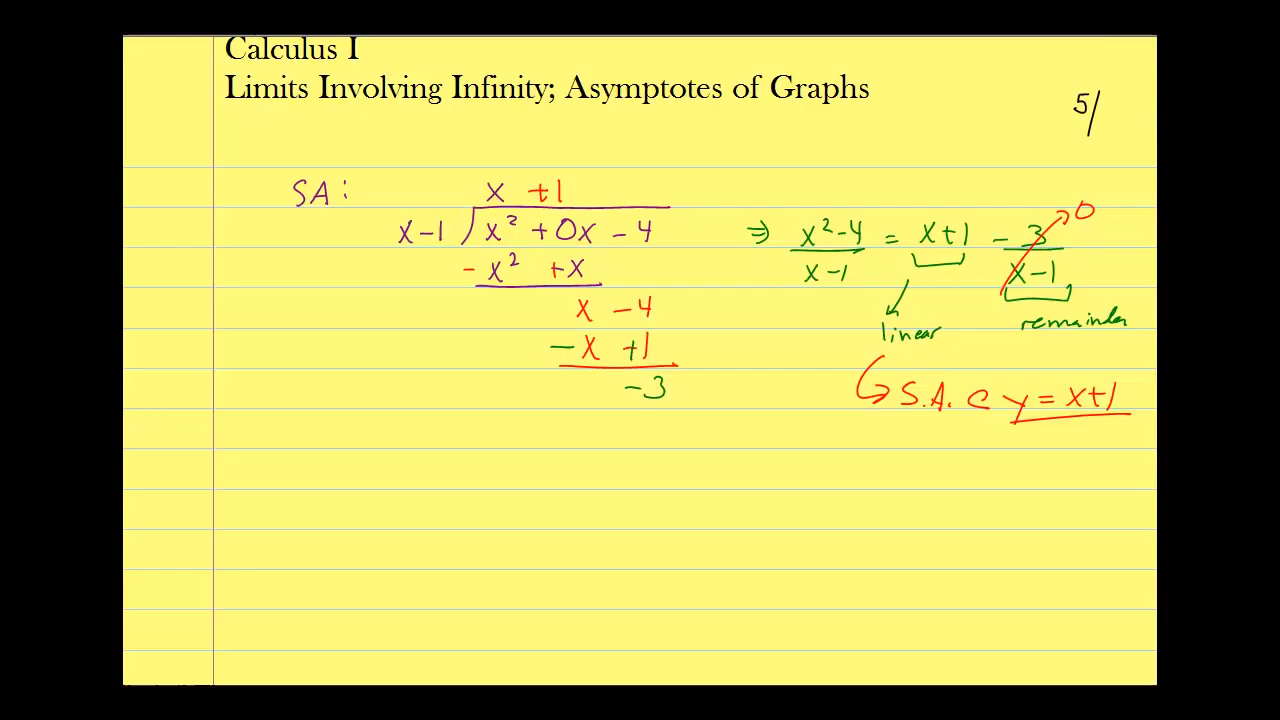 Calculus I
Limits Involving Infinity; Asymptotes of Graphs
5/
SA:
x +1
x-1 ) x² + 0x - 4
- x² + x
x - 4
- x + 1
- 3
⇒ x²-4 / x-1 = x+1 - 3 / x-1 → 0
linear
remainder
S.A. @ y = x+1